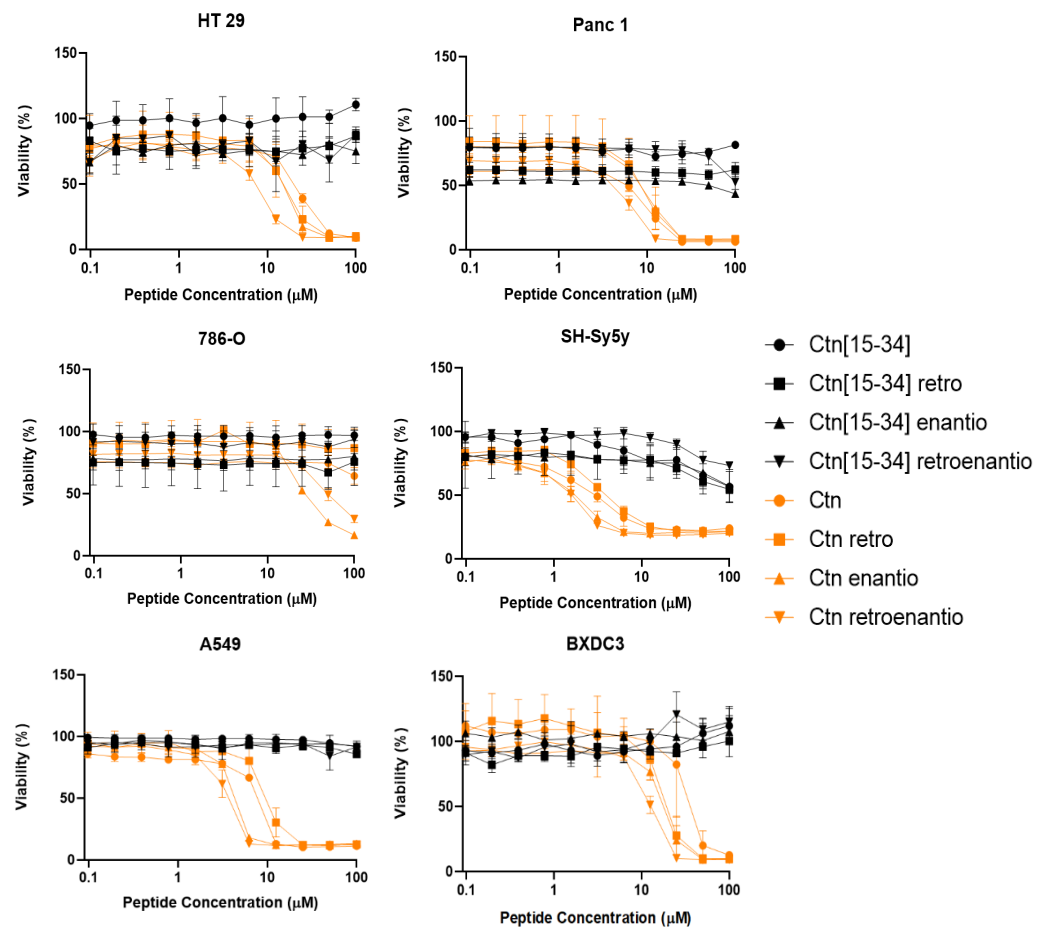 HT 29
150
100
50
0
Viability (%)
0.1 1 10 100
Peptide Concentration (μM)
Panc 1
150
100
50
0
Viability (%)
0.1 1 10 100
Peptide Concentration (μM)
786-O
150
100
50
0
Viability (%)
0.1 1 10 100
Peptide Concentration (μM)
SH-Sy5y
150
100
50
0
Viability (%)
0.1 1 10 100
Peptide Concentration (μM)
Ctn[15-34]
Ctn[15-34] retro
Ctn[15-34] enantio
Ctn[15-34] retroenantio
Ctn
Ctn retro
Ctn enantio
Ctn retroenantio
A549
150
100
50
0
Viability (%)
0.1 1 10 100
Peptide Concentration (μM)
BXDC3
150
100
50
0
Viability (%)
0.1 1 10 100
Peptide Concentration (μM)